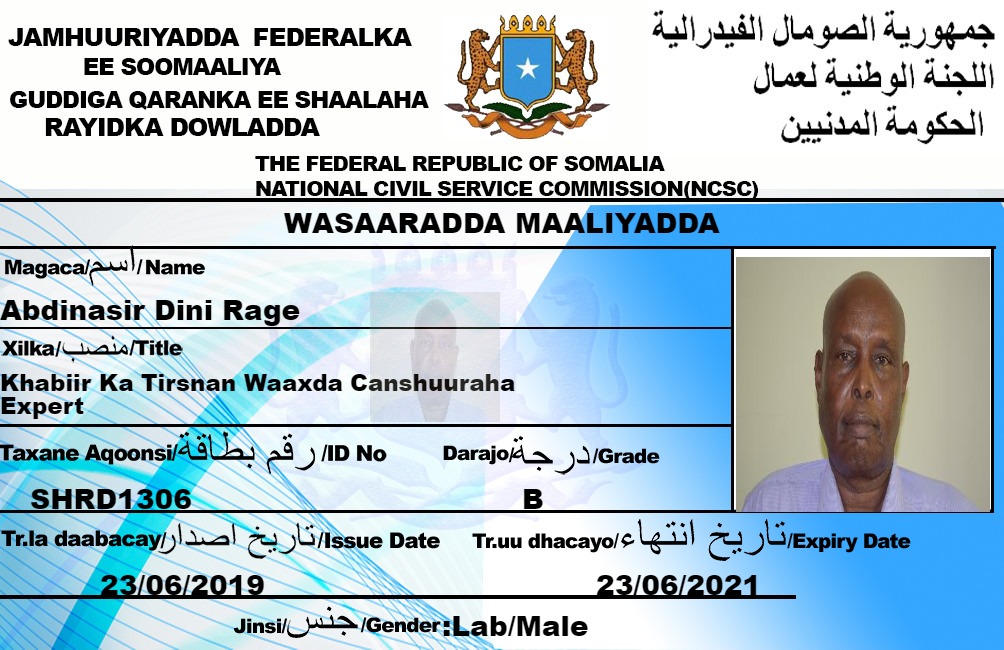 JAMHUURIYADDA FEDERALKA
EE SOOMAALIYA
GUDDIGA QARANKA EE SHAALAHA
RAYIDKA DOWLADDA
جمهورية الصومال الفيدرالية
اللجنة الوطنية لعمال
الحكومة المدنيين
THE FEDERAL REPUBLIC OF SOMALIA
NATIONAL CIVIL SERVICE COMMISSION(NCSC)
WASAARADDA MAALIYADDA
Magaca/اسم/Name
Abdinasir Dini Rage
Xilka/منصب/Title
Khabiir Ka Tirsnan Waaxda Canshuuraha
Expert
Taxane Aqoonsi/رقم بطاقة/ID No
Darajo/درجة/Grade
SHRD1306
B
Tr.la daabacay/تاريخ اصدار/Issue Date
Tr.uu dhacayo/تاريخ انتهاء/Expiry Date
23/06/2019
23/06/2021
Jinsi/جنس/Gender:Lab/Male